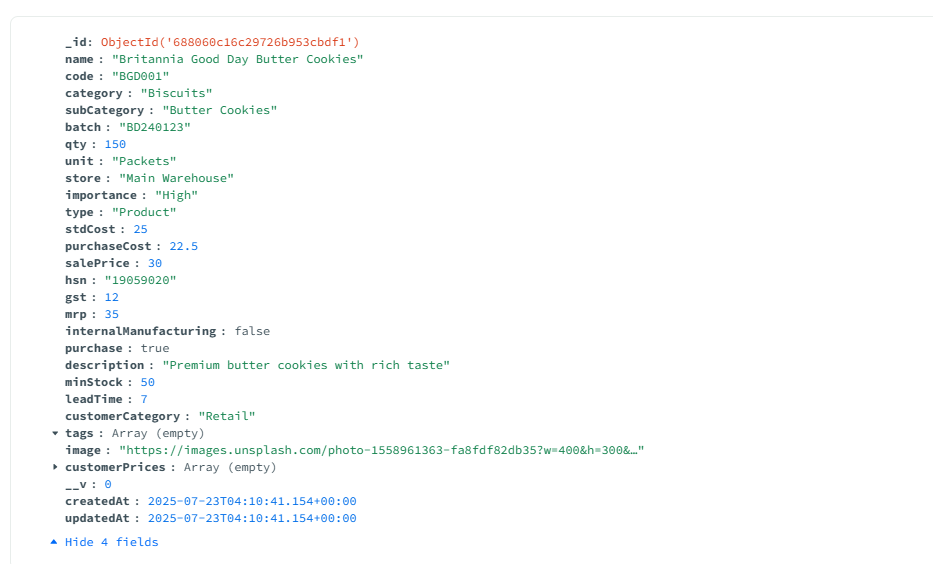 _id: ObjectId('688060c16c29726b953cbdf1')
name : "Britannia Good Day Butter Cookies"
code : "BGD001"
category : "Biscuits"
subCategory : "Butter Cookies"
batch : "BD240123"
qty : 150
unit : "Packets"
store : "Main Warehouse"
importance : "High"
type : "Product"
stdCost : 25
purchaseCost : 22.5
salePrice : 30
hsn : "19059020"
gst : 12
mrp : 35
internalManufacturing : false
purchase : true
description : "Premium butter cookies with rich taste"
minStock : 50
leadTime : 7
customerCategory : "Retail"
tags : Array (empty)
image : "https://images.unsplash.com/photo-1558961363-fa8fdf82db35?w=400&h=300&…"
customerPrices : Array (empty)
__v : 0
createdAt : 2025-07-23T04:10:41.154+00:00
updatedAt : 2025-07-23T04:10:41.154+00:00
Hide 4 fields